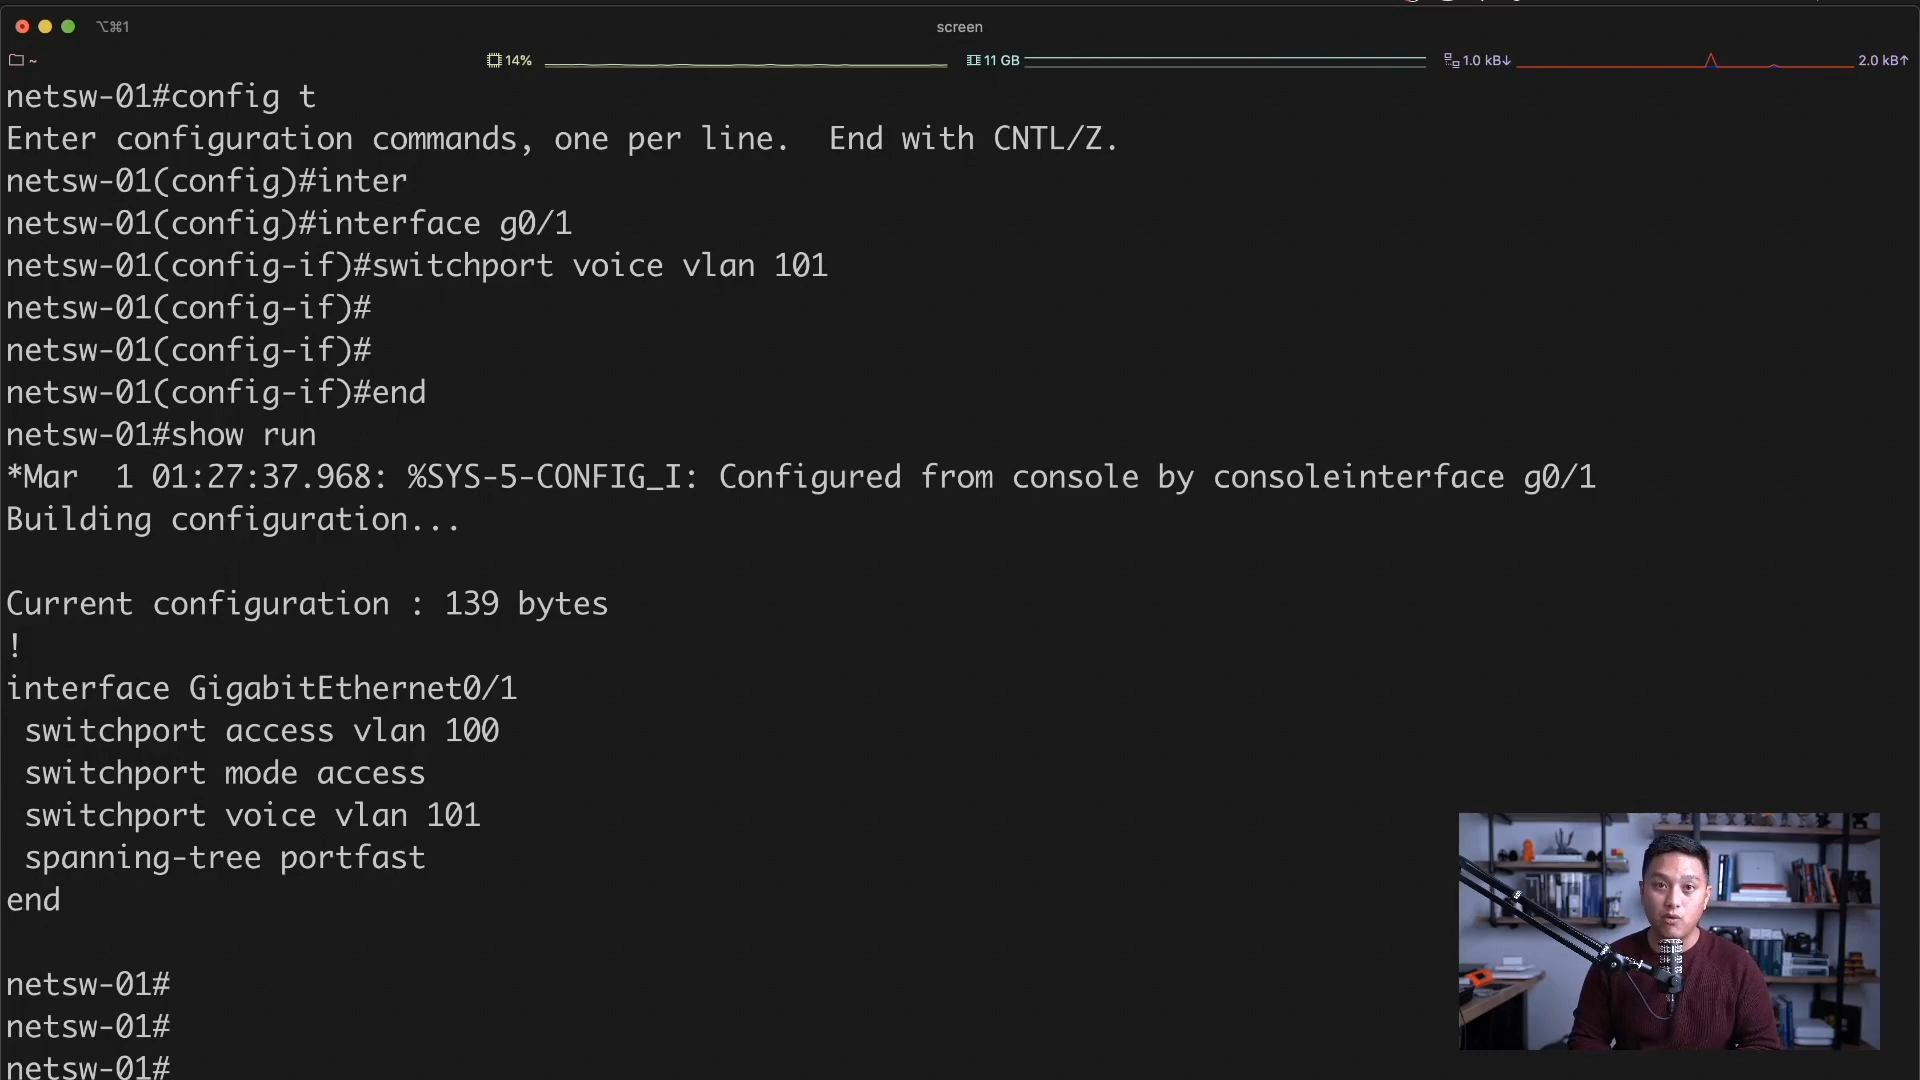 ⌥⌘1
screen
~
14%
11 GB
1.0 kB↓
2.0 kB↑
netsw-01#config t
Enter configuration commands, one per line.  End with CNTL/Z.
netsw-01(config)#inter
netsw-01(config)#interface g0/1
netsw-01(config-if)#switchport voice vlan 101
netsw-01(config-if)#
netsw-01(config-if)#
netsw-01(config-if)#end
netsw-01#show run
*Mar  1 01:27:37.968: %SYS-5-CONFIG_I: Configured from console by consoleinterface g0/1
Building configuration...
Current configuration : 139 bytes
!
interface GigabitEthernet0/1
 switchport access vlan 100
 switchport mode access
 switchport voice vlan 101
 spanning-tree portfast
end
netsw-01#
netsw-01#
netsw-01#